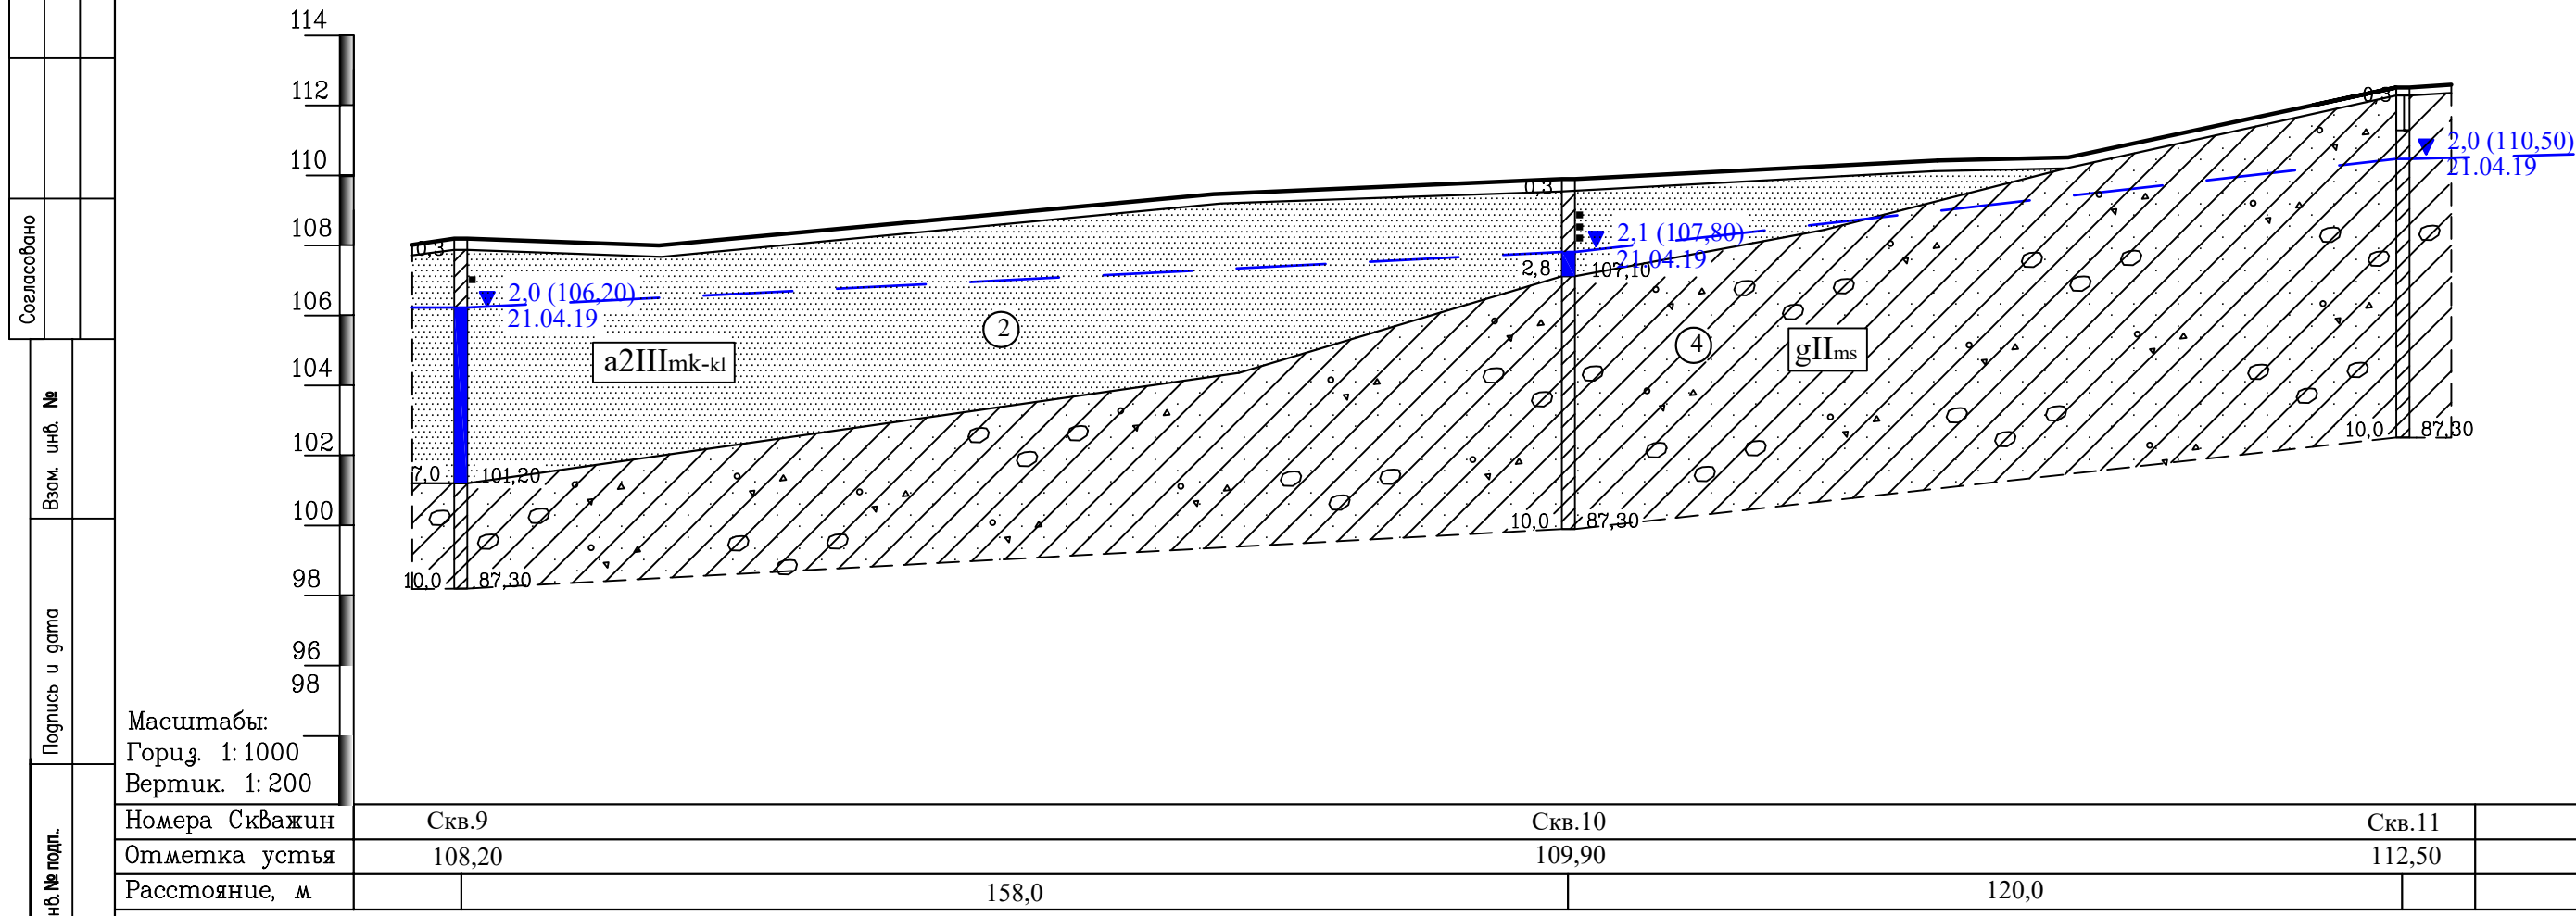 114
112
110
108
106
104
102
100
98
96
98
Масштабы:
Гориз. 1:1000
Вертик. 1:200
Согласовано
Взам. инв. №
Подпись и дата
нв.№ подп..
0,3
2,0 (106,20)
21.04.19
a2IIImk-kl
2
7,0 101,20
10,0 87,30
0,3
2,1 (107,80)
21.04.19
2,8 107,10
4
gIIms
10,0 87,30
0,3
2,0 (110,50)
21.04.19
10,0 87,30
Номера Скважин Скв.9 Скв.10 Скв.11
Отметка устья 108,20 109,90 112,50
Расстояние, м 158,0 120,0